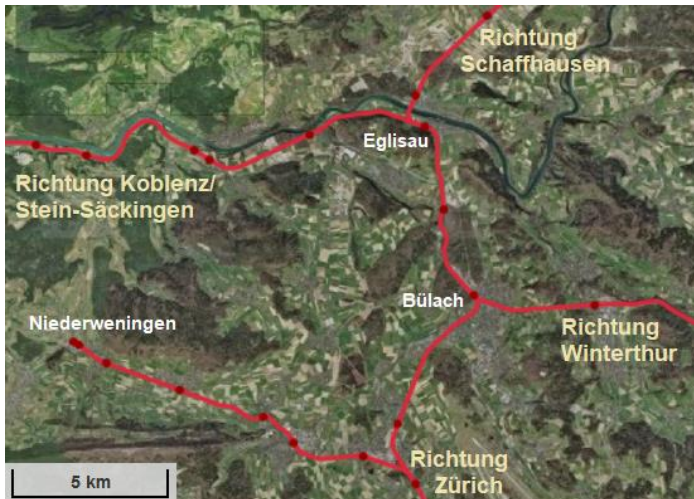 Richtung
Schaffhausen
Eglisau
Richtung Koblenz/
Stein-Säckingen
Bülach
Niederweningen
Richtung
Winterthur
Richtung
Zürich
5 km